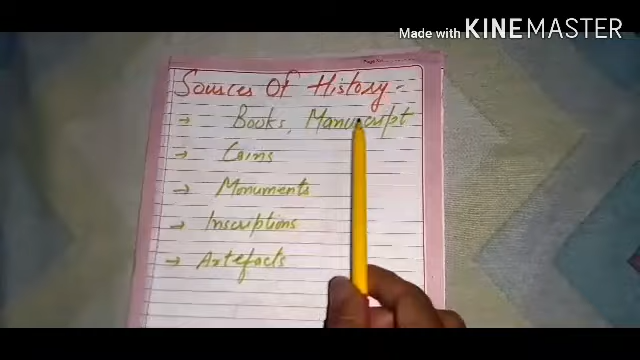 Made with KINEMASTER
Sources Of History -
→ Books, Manuscript
→ Coins
→ Monuments
→ Inscriptions
→ Artefacts